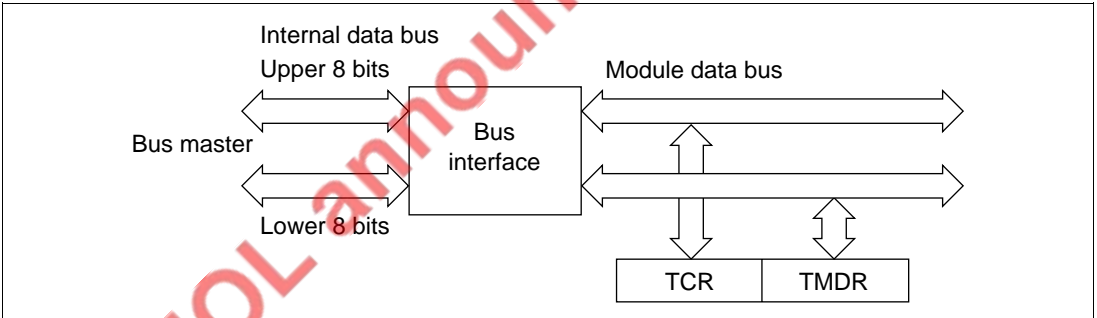 Internal data bus
Upper 8 bits
Module data bus
Bus master
Bus
interface
Lower 8 bits
TCR
TMDR